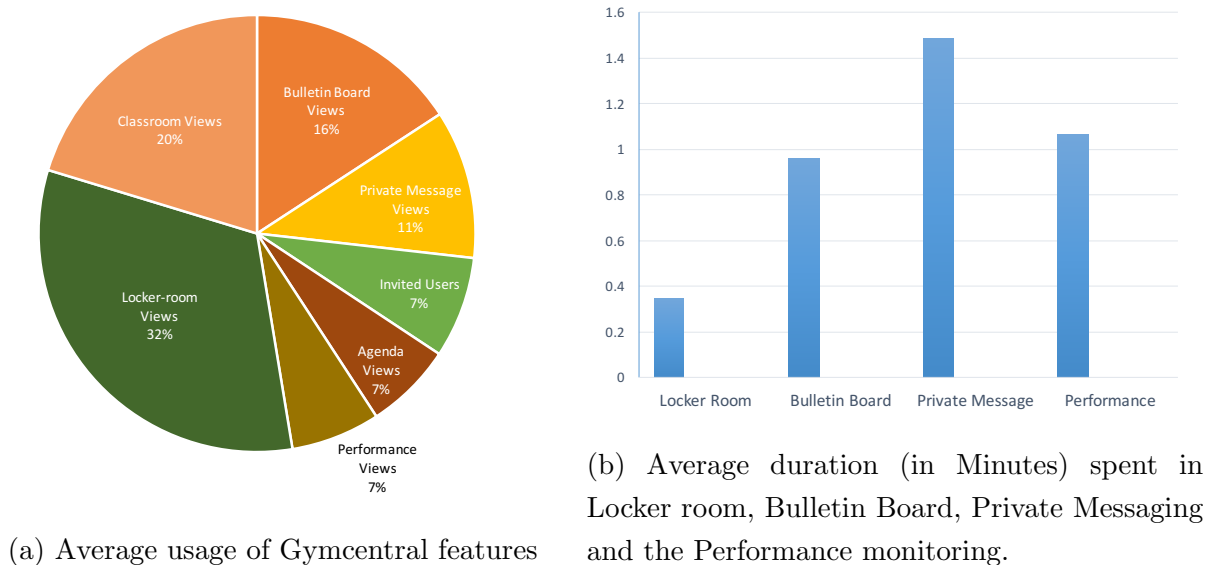 Bulletin Board
Views
16%
Private Message
Views
11%
Invited Users
7%
Agenda
Views
7%
Performance
Views
7%
Locker-room
Views
32%
Classroom Views
20%
(a) Average usage of Gymcentral features
1.6
1.4
1.2
1
0.8
0.6
0.4
0.2
0
Locker Room
Bulletin Board
Private Message
Performance
(b) Average duration (in Minutes) spent in
Locker room, Bulletin Board, Private Messaging
and the Performance monitoring.